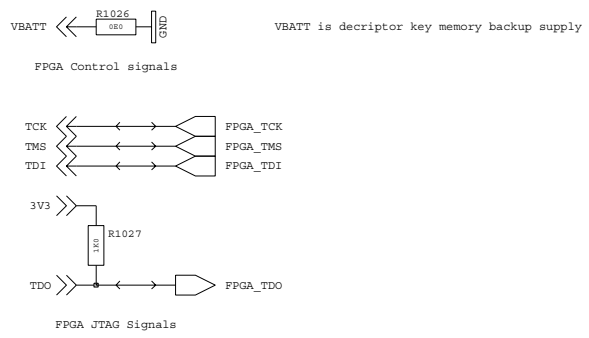 R1026
VBATT 0E0 GND VBATT is decriptor key memory backup supply
FPGA Control signals
TCK FPGA_TCK
TMS FPGA_TMS
TDI FPGA_TDI
3V3
R1027
1K0
TDO FPGA_TDO
FPGA JTAG Signals